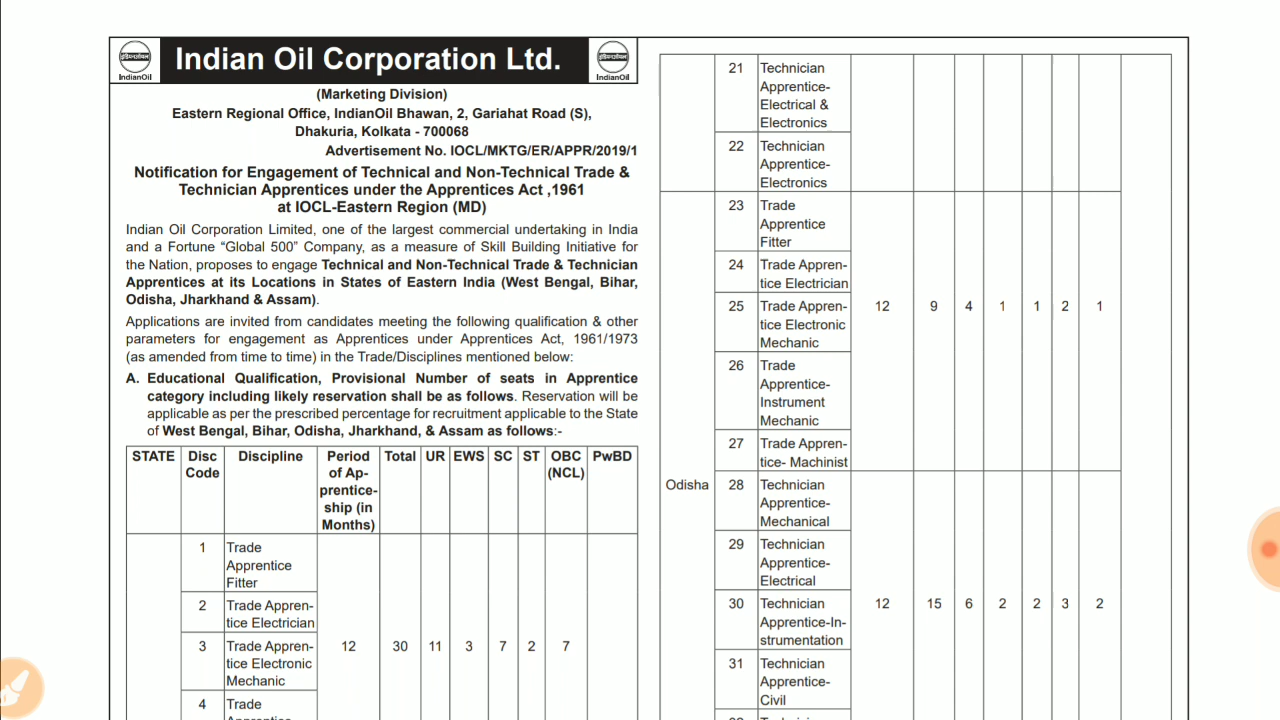 Indian Oil Corporation Ltd.
इंडियनऑयल
IndianOil
इंडियनऑयल
IndianOil
(Marketing Division)
Eastern Regional Office, IndianOil Bhawan, 2, Gariahat Road (S),
Dhakuria, Kolkata - 700068
Advertisement No. IOCL/MKTG/ER/APPR/2019/1
Notification for Engagement of Technical and Non-Technical Trade &
Technician Apprentices under the Apprentices Act ,1961
at IOCL-Eastern Region (MD)
Indian Oil Corporation Limited, one of the largest commercial undertaking in India
and a Fortune “Global 500” Company, as a measure of Skill Building Initiative for
the Nation, proposes to engage Technical and Non-Technical Trade & Technician
Apprentices at its Locations in States of Eastern India (West Bengal, Bihar,
Odisha, Jharkhand & Assam).
Applications are invited from candidates meeting the following qualification & other
parameters for engagement as Apprentices under Apprentices Act, 1961/1973
(as amended from time to time) in the Trade/Disciplines mentioned below:
A. Educational Qualification, Provisional Number of seats in Apprentice
category including likely reservation shall be as follows. Reservation will be
applicable as per the prescribed percentage for recruitment applicable to the State
of West Bengal, Bihar, Odisha, Jharkhand, & Assam as follows:-
STATE Disc Discipline Period Total UR EWS SC ST OBC PwBD
Code of Ap- (NCL)
prentice-
ship (in
Months)
1 Trade
Apprentice
Fitter
2 Trade Appren-
tice Electrician
3 Trade Appren- 12 30 11 3 7 2 7
tice Electronic
Mechanic
4 Trade
21 Technician
Apprentice-
Electrical &
Electronics
22 Technician
Apprentice-
Electronics
23 Trade
Apprentice
Fitter
24 Trade Appren-
tice Electrician
25 Trade Appren- 12 9 4 1 1 2 1
tice Electronic
Mechanic
26 Trade
Apprentice-
Instrument
Mechanic
27 Trade Appren-
tice- Machinist
Odisha 28 Technician
Apprentice-
Mechanical
29 Technician
Apprentice-
Electrical
30 Technician 12 15 6 2 2 3 2
Apprentice-In-
strumentation
31 Technician
Apprentice-
Civil